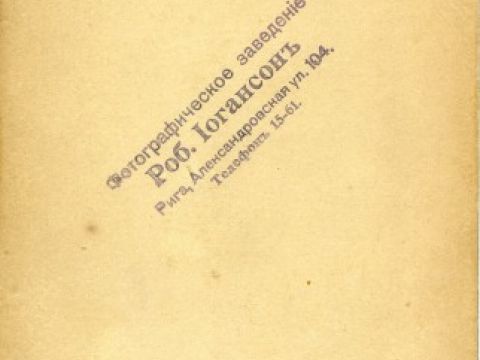 Фотографическое заведеніе
Роб. Іогансонъ
Рига, Александровская ул. 104.
Телефонъ 15-61.